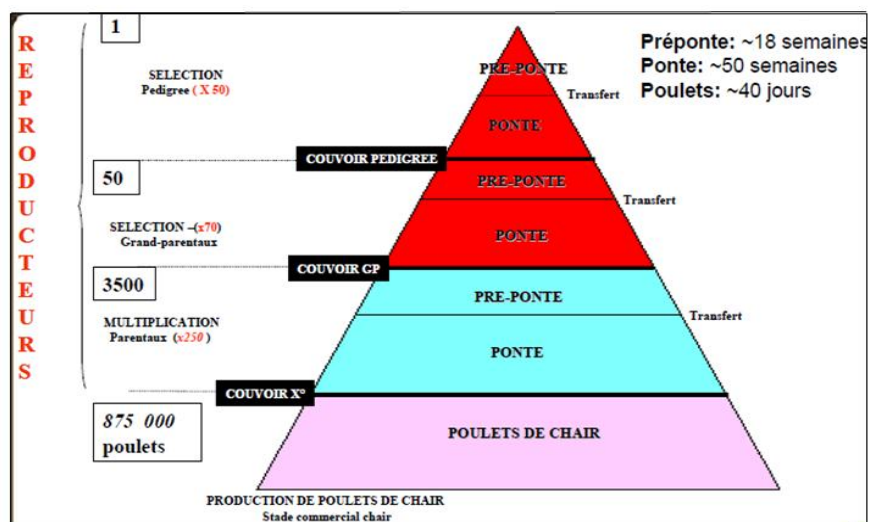 REPRODUCTEURS
1
SELECTION
Pedigree ( X 50)
50
SELECTION –(x70)
Grand-parentaux
3500
MULTIPLICATION
Parentaux (x250 )
875 000
poulets
PRE-PONTE
Transfert
PONTE
COUVOIR PEDIGREE
PRE-PONTE
Transfert
PONTE
COUVOIR GP
PRE-PONTE
Transfert
PONTE
COUVOIR X°
POULETS DE CHAIR
PRODUCTION DE POULETS DE CHAIR
Stade commercial chair
Préponte: ~18 semaines
Ponte: ~50 semaines
Poulets: ~40 jours